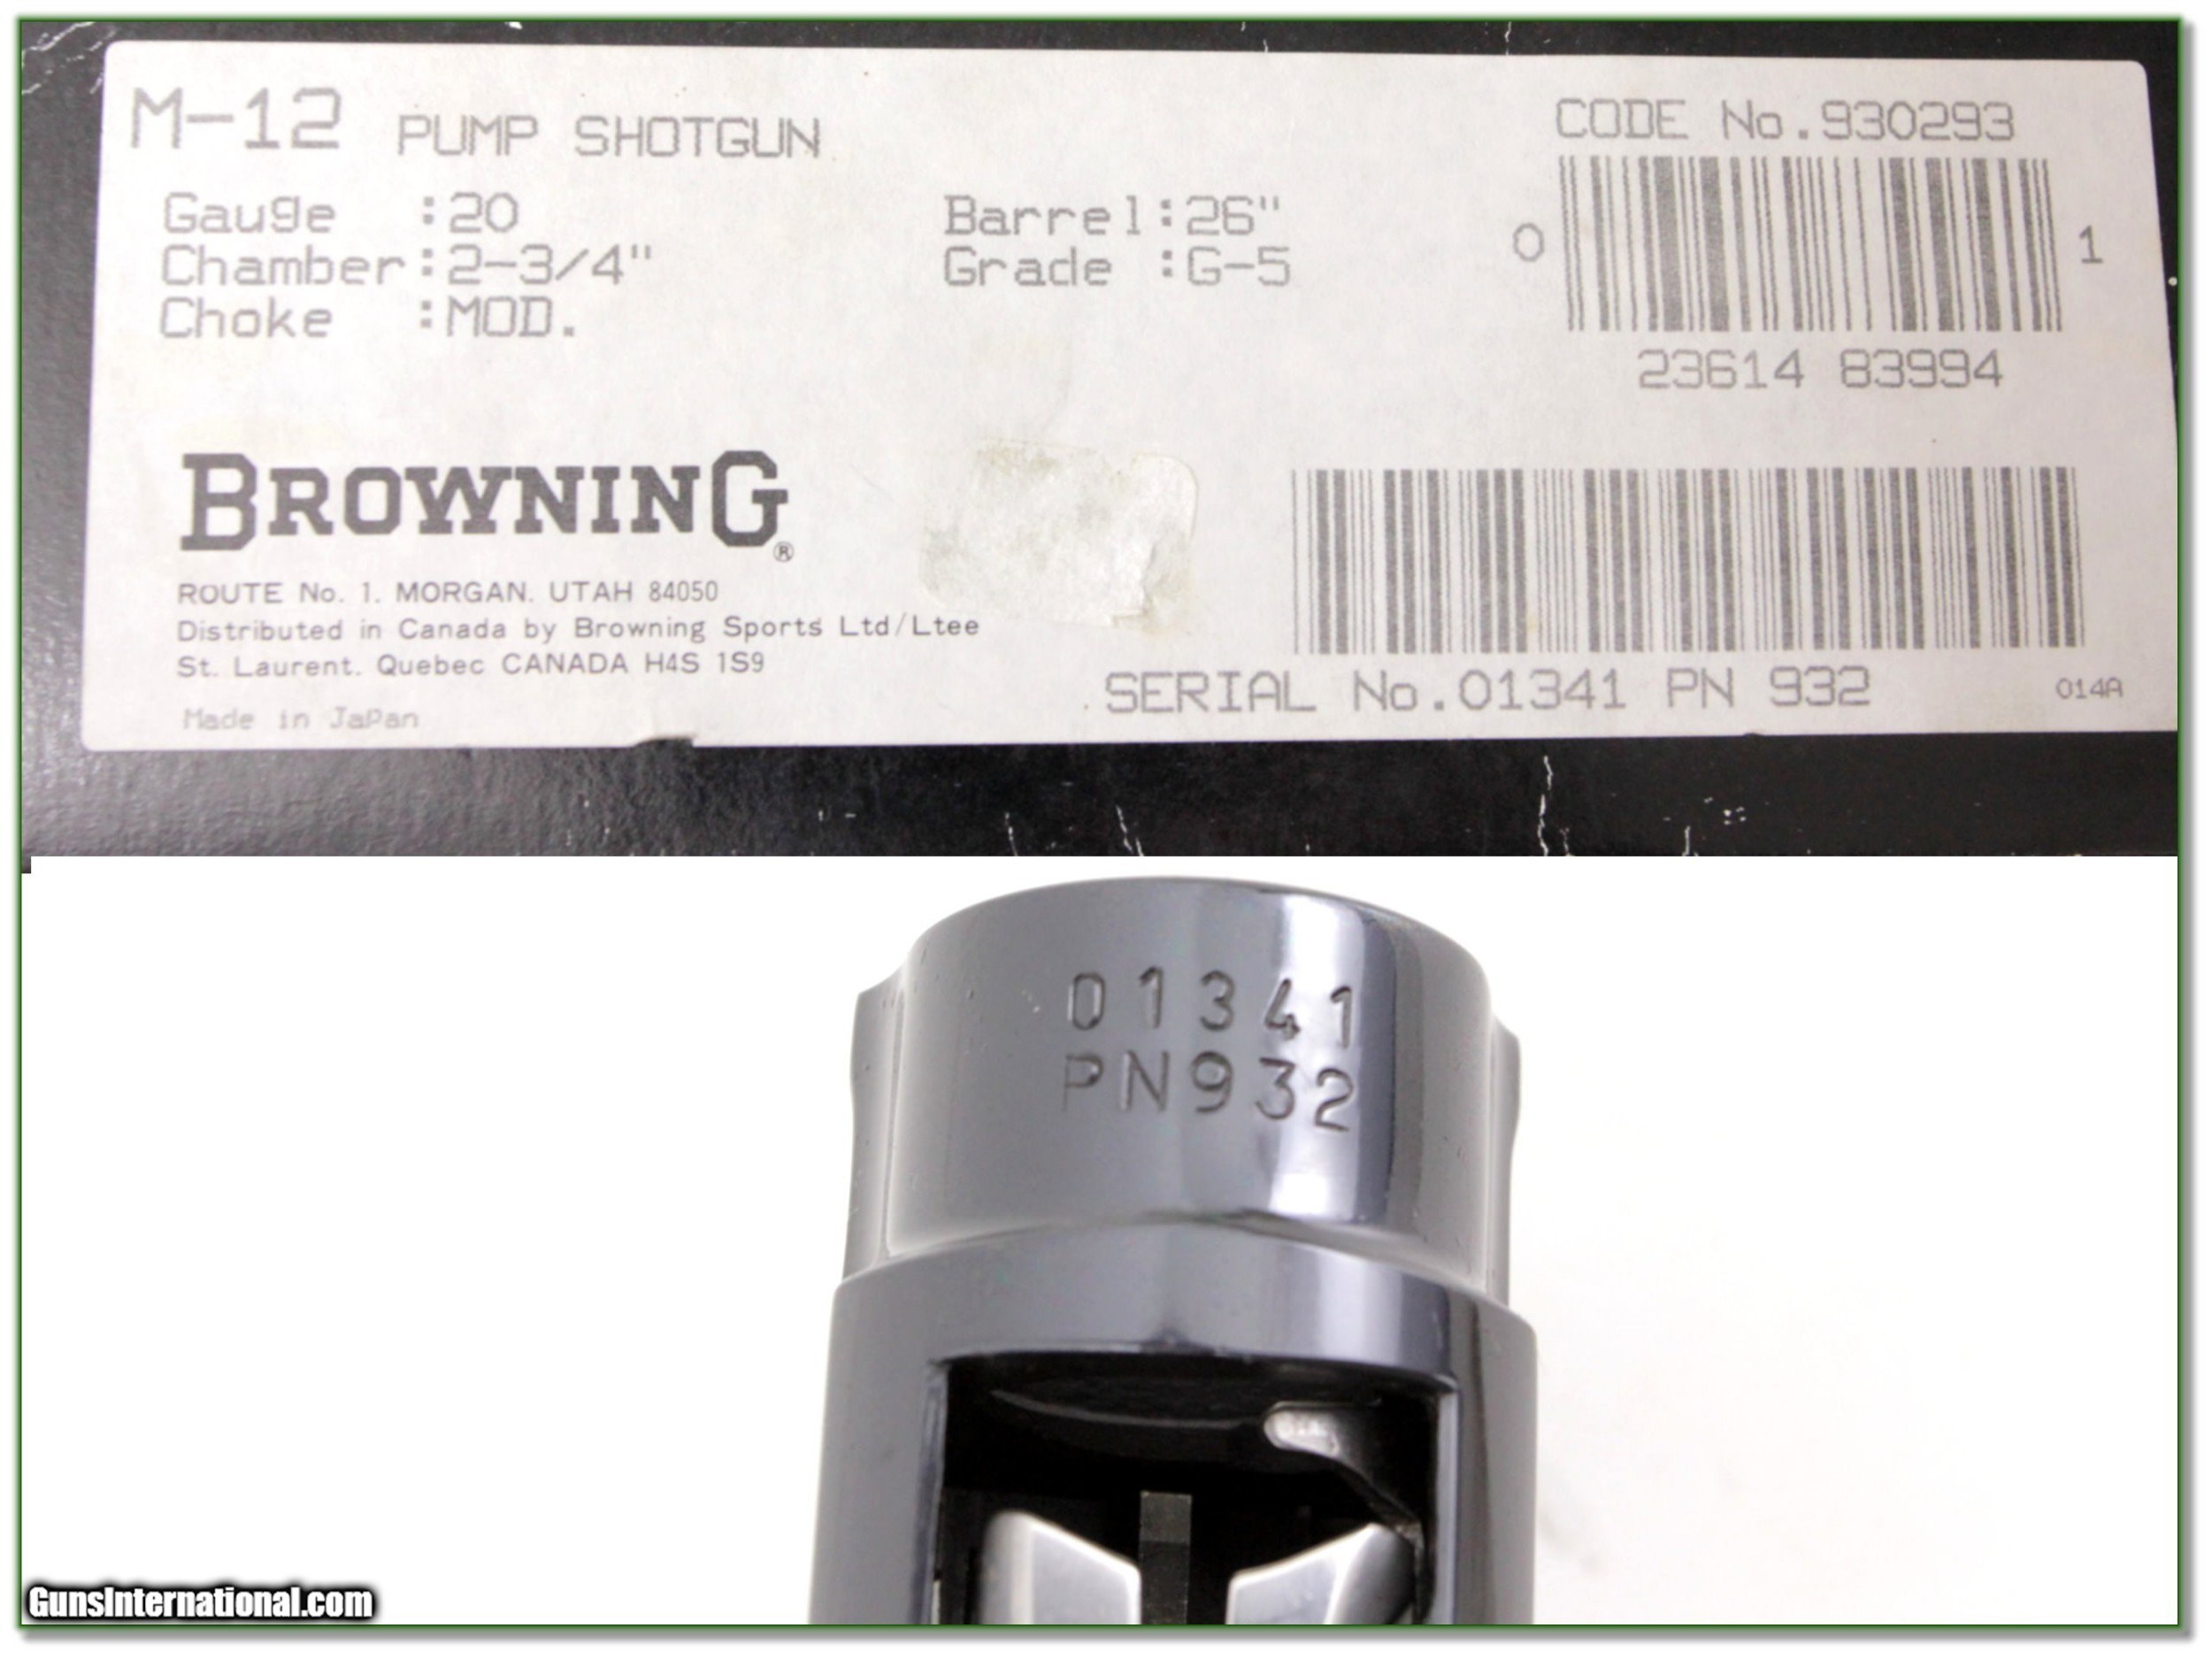 M-12 PUMP SHOTGUN
CODE No.930293
Gauge :20
Barrel:26"
Chamber:2-3/4"
Grade :G-5
Choke :MOD.
0 1
23614 83994
BROWNING®
ROUTE No. 1. MORGAN. UTAH 84050
Distributed in Canada by Browning Sports Ltd/Ltee
St. Laurent. Quebec CANADA H4S 1S9
Made in Japan
SERIAL No.01341 PN 932
014A
01341
PN932
GunsInternational.com